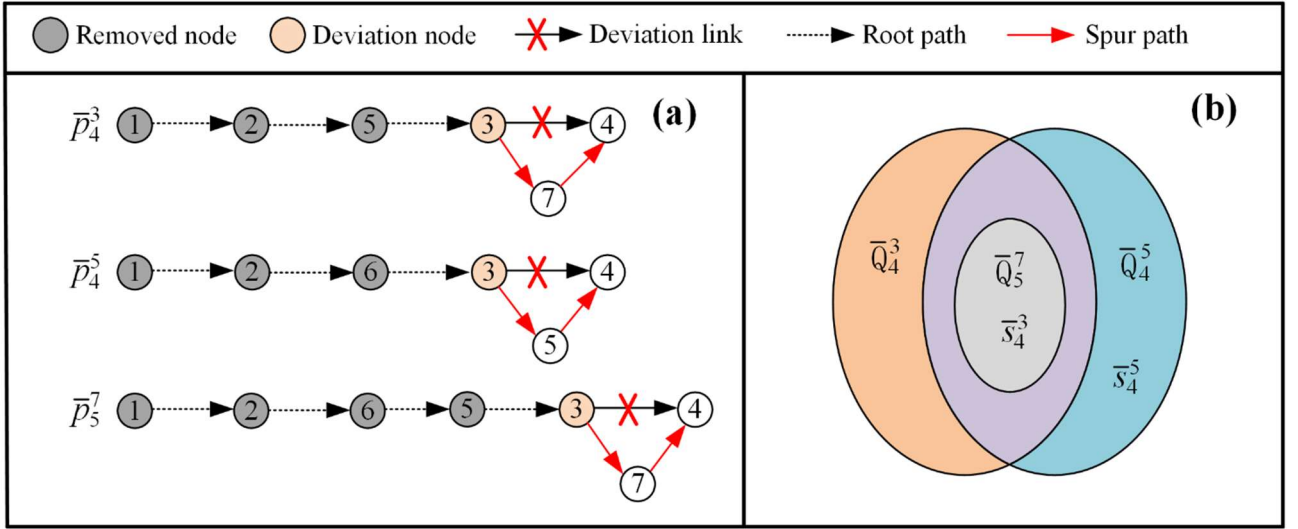 Removed node Deviation node Deviation link Root path Spur path
(a)
p̅₄³ 1 2 5 3 4
7
p̅₄⁵ 1 2 6 3 4
5
p̅₅⁷ 1 2 6 5 3 4
7
(b)
Q̅₄³ Q̅₅⁷ Q̅₄⁵
s̅₄³
s̅₄⁵